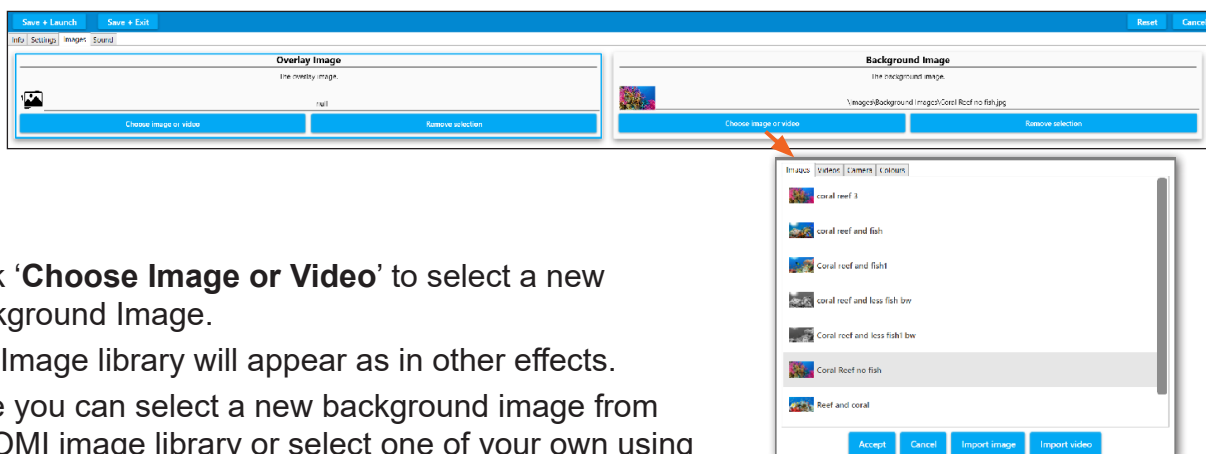 Save + Launch Save + Exit Reset Cancel
Info Settings Images Sound
Overlay Image
The overlay image.
null
Choose image or video Remove selection
Background Image
The background image.
\Images\Background Images\Coral Reef no fish.jpg
Choose image or video Remove selection
Images Videos Camera Colours
coral reef 3
coral reef and fish
Coral reef and fish1
coral reef and less fish bw
Coral reef and less fish1 bw
Coral Reef no fish
Reef and coral
Accept Cancel Import image Import video
k ‘Choose Image or Video’ to select a new
kground Image.
Image library will appear as in other effects.
e you can select a new background image from
OMI image library or select one of your own using